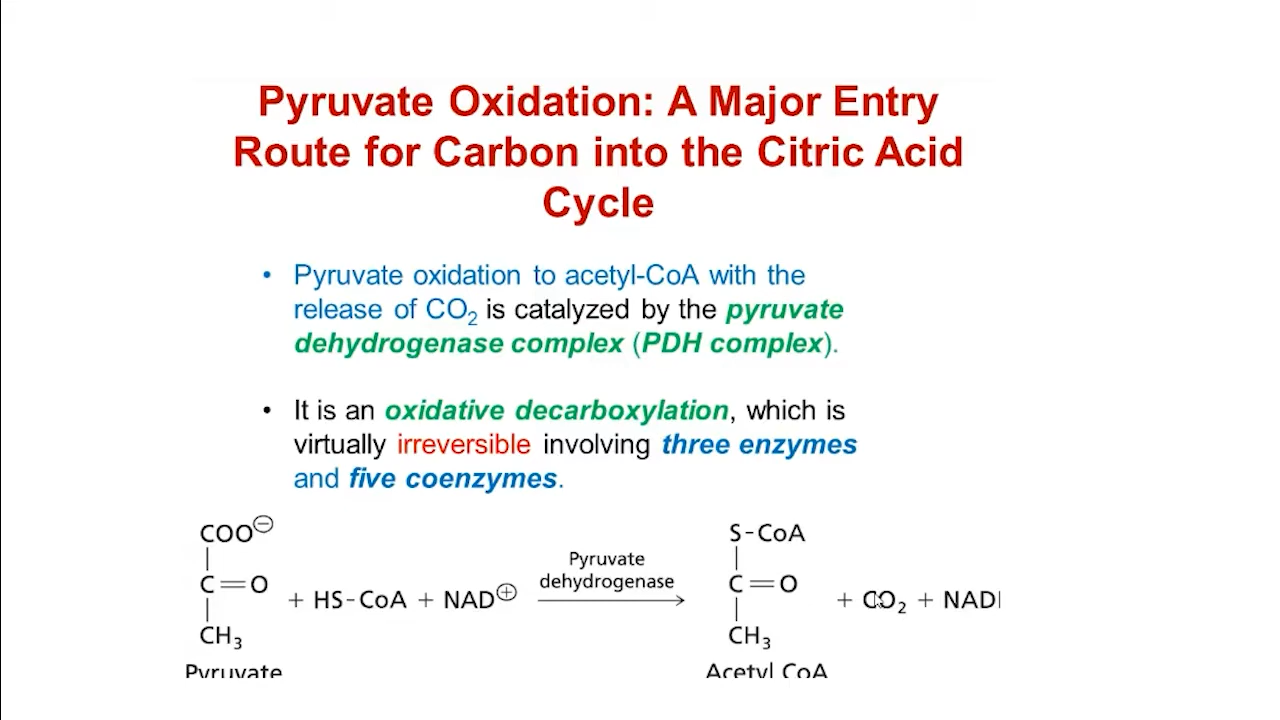 Pyruvate Oxidation: A Major Entry
Route for Carbon into the Citric Acid
Cycle
• Pyruvate oxidation to acetyl-CoA with the
release of CO₂ is catalyzed by the pyruvate
dehydrogenase complex (PDH complex).
• It is an oxidative decarboxylation, which is
virtually irreversible involving three enzymes
and five coenzymes.
COO⊖
C=O
CH₃
Pyruvate
+ HS-CoA + NAD⊕
Pyruvate
dehydrogenase
S-CoA
C=O
CH₃
Acetyl CoA
+ CO₂ + NAD